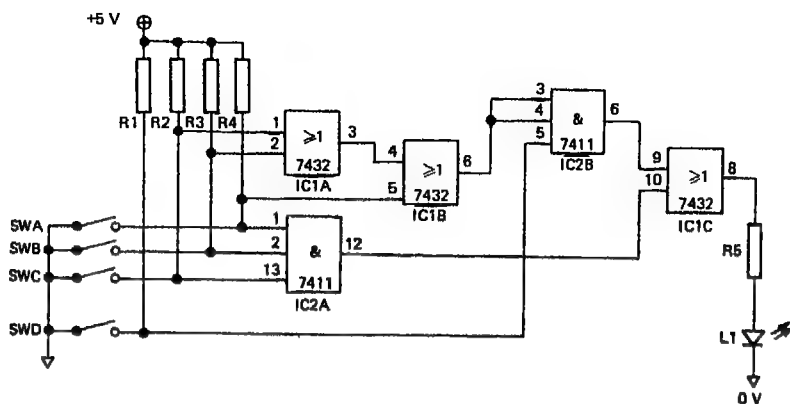 +5 V
R1 R2 R3 R4
1
2
≥1
3
7432
IC1A
4
5
≥1
6
7432
IC1B
3
4
5
&
6
7411
IC2B
9
10
≥1
8
7432
IC1C
SWA
SWB
SWC
SWD
1
2
13
&
12
7411
IC2A
R5
L1
0 V